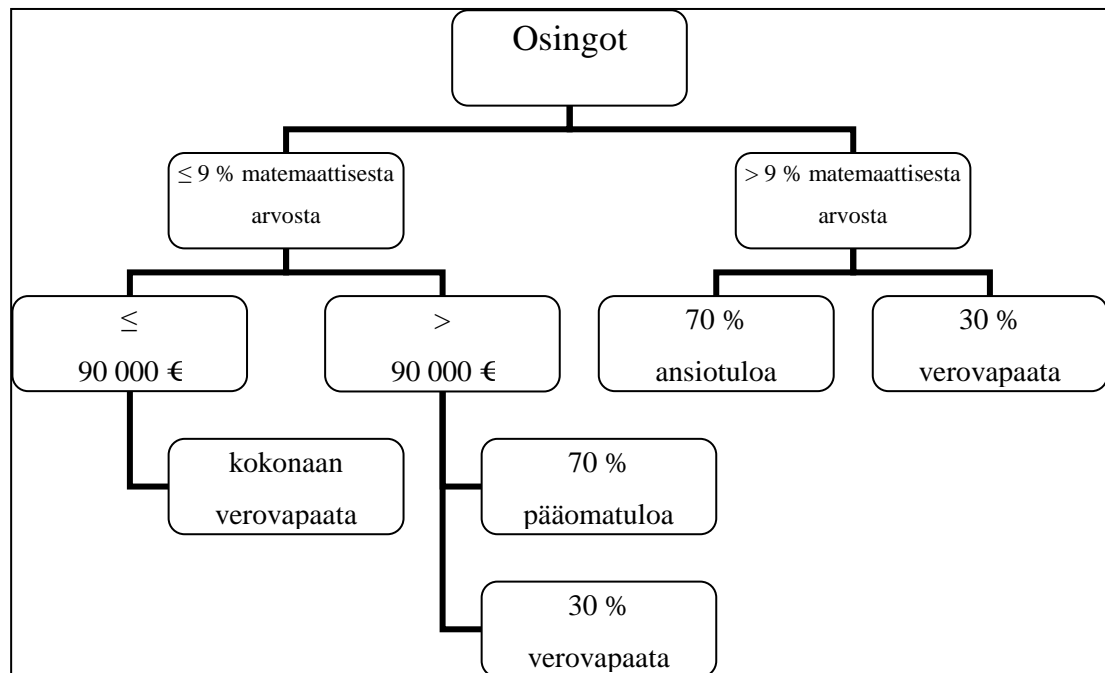 Osingot
≤ 9 % matemaattisesta
arvosta
> 9 % matemaattisesta
arvosta
≤
90 000 €
>
90 000 €
70 %
ansiotuloa
30 %
verovapaata
kokonaan
verovapaata
70 %
pääomatuloa
30 %
verovapaata